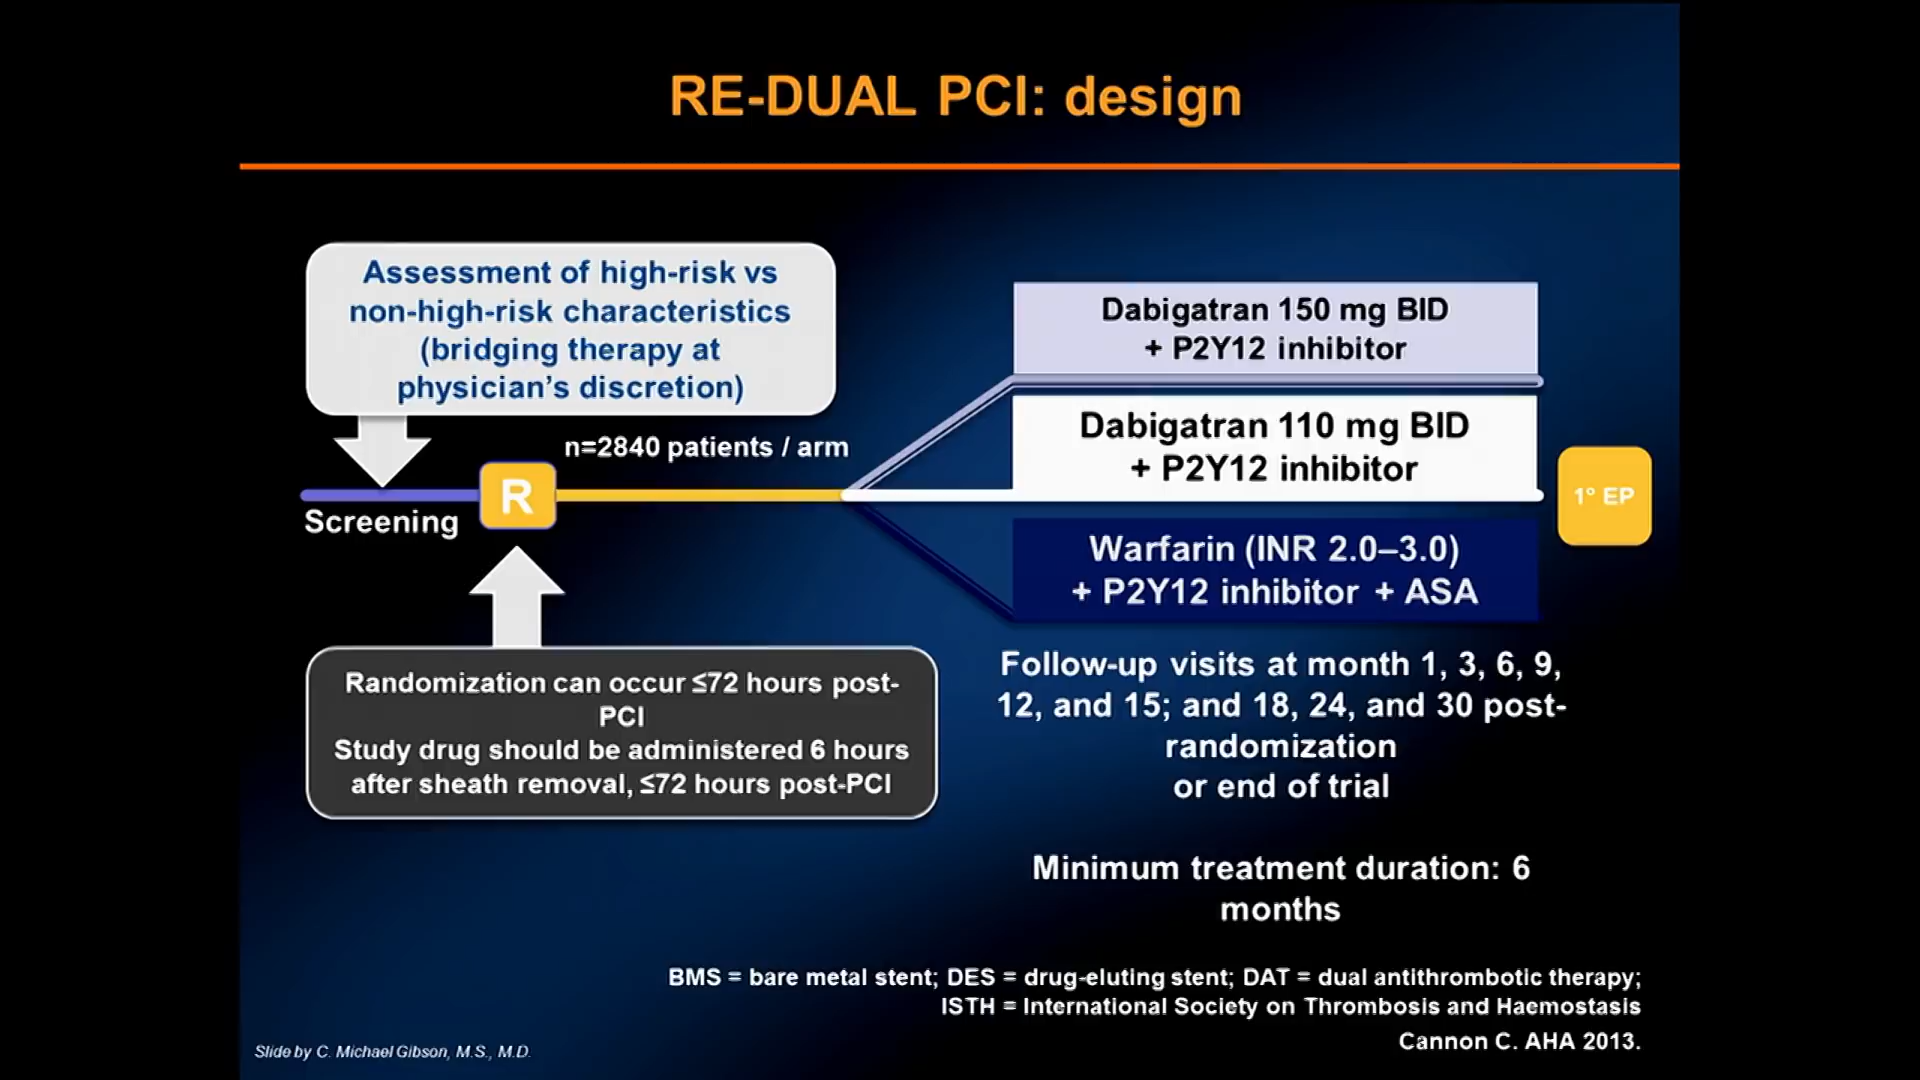 RE-DUAL PCI: design
Assessment of high-risk vs
non-high-risk characteristics
(bridging therapy at
physician’s discretion)
n=2840 patients / arm
Screening
R
Randomization can occur ≤72 hours post-
PCI
Study drug should be administered 6 hours
after sheath removal, ≤72 hours post-PCI
Dabigatran 150 mg BID
+ P2Y12 inhibitor
Dabigatran 110 mg BID
+ P2Y12 inhibitor
Warfarin (INR 2.0–3.0)
+ P2Y12 inhibitor + ASA
1° EP
Follow-up visits at month 1, 3, 6, 9,
12, and 15; and 18, 24, and 30 post-
randomization
or end of trial
Minimum treatment duration: 6
months
BMS = bare metal stent; DES = drug-eluting stent; DAT = dual antithrombotic therapy;
ISTH = International Society on Thrombosis and Haemostasis
Cannon C. AHA 2013.
Slide by C. Michael Gibson, M.S., M.D.